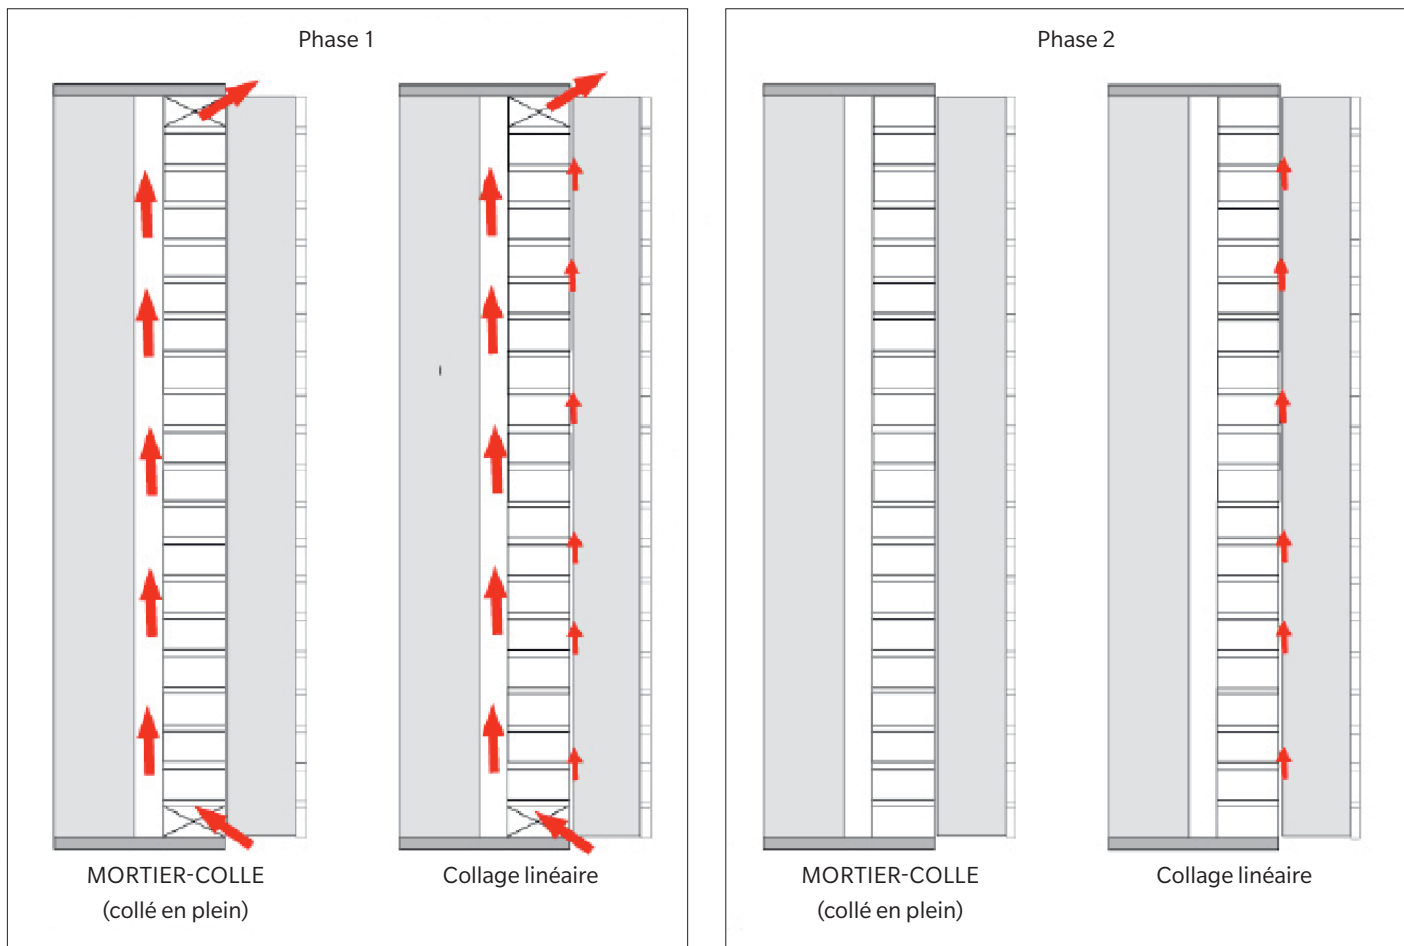 Phase 1
MORTIER-COLLE
(collé en plein)
Collage linéaire
Phase 2
MORTIER-COLLE
(collé en plein)
Collage linéaire